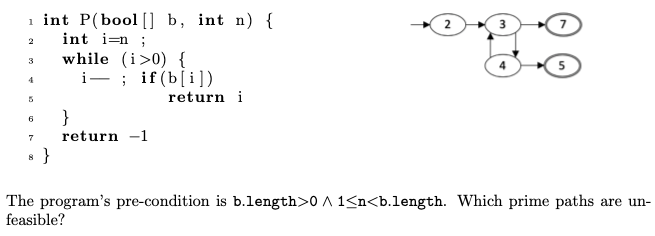 1 int P(bool[] b, int n) {
2 int i=n ;
3 while (i>0) {
4 i— ; if(b[i])
5 return i
6 }
7 return −1
8 }
2 3 7
4 5
The program's pre-condition is b.length>0 ∧ 1≤n<b.length. Which prime paths are un-
feasible?